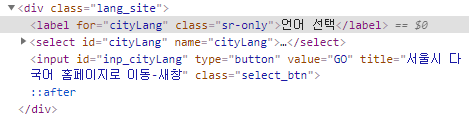 ▼<div class="lang_site">
<label for="cityLang" class="sr-only">언어 선택</label> == $0
▶<select id="cityLang" name="cityLang">…</select>
<input id="inp_cityLang" type="button" value="GO" title="서울시 다
국어 홈페이지로 이동-새창" class="select_btn">
::after
</div>